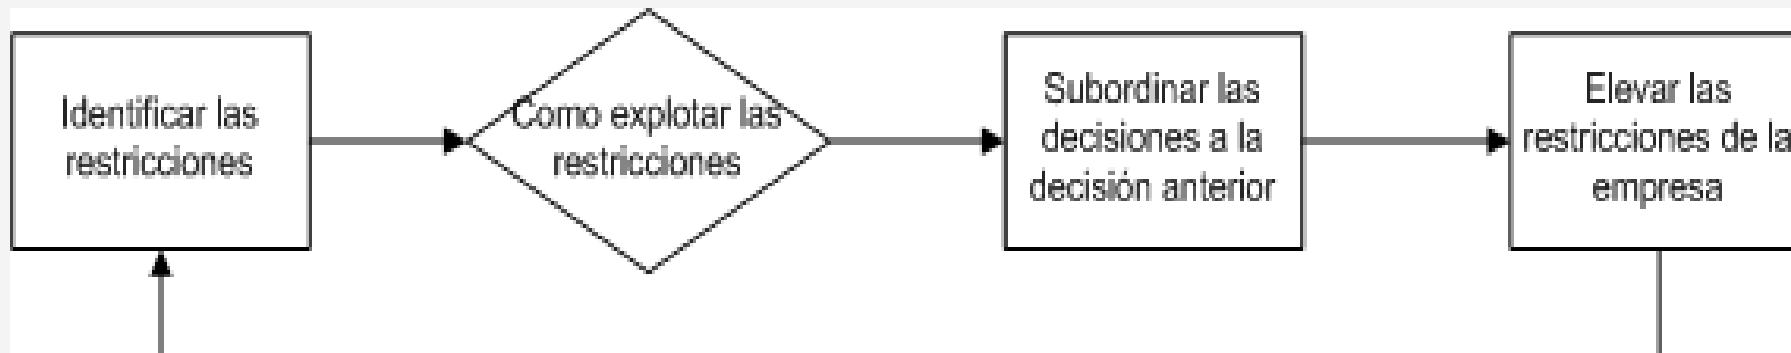 Identificar las
restricciones
Como explotar las
restricciones
Subordinar las
decisiones a la
decisión anterior
Elevar las
restricciones de la
empresa